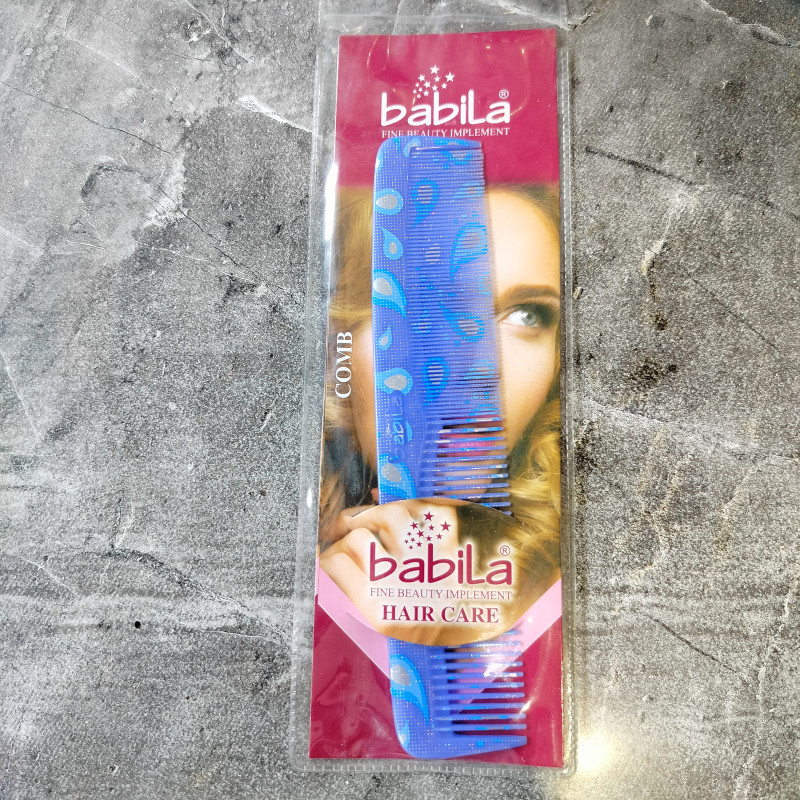 babiLa®
FINE BEAUTY IMPLEMENT
COMB
babiLa
babiLa®
FINE BEAUTY IMPLEMENT
HAIR CARE